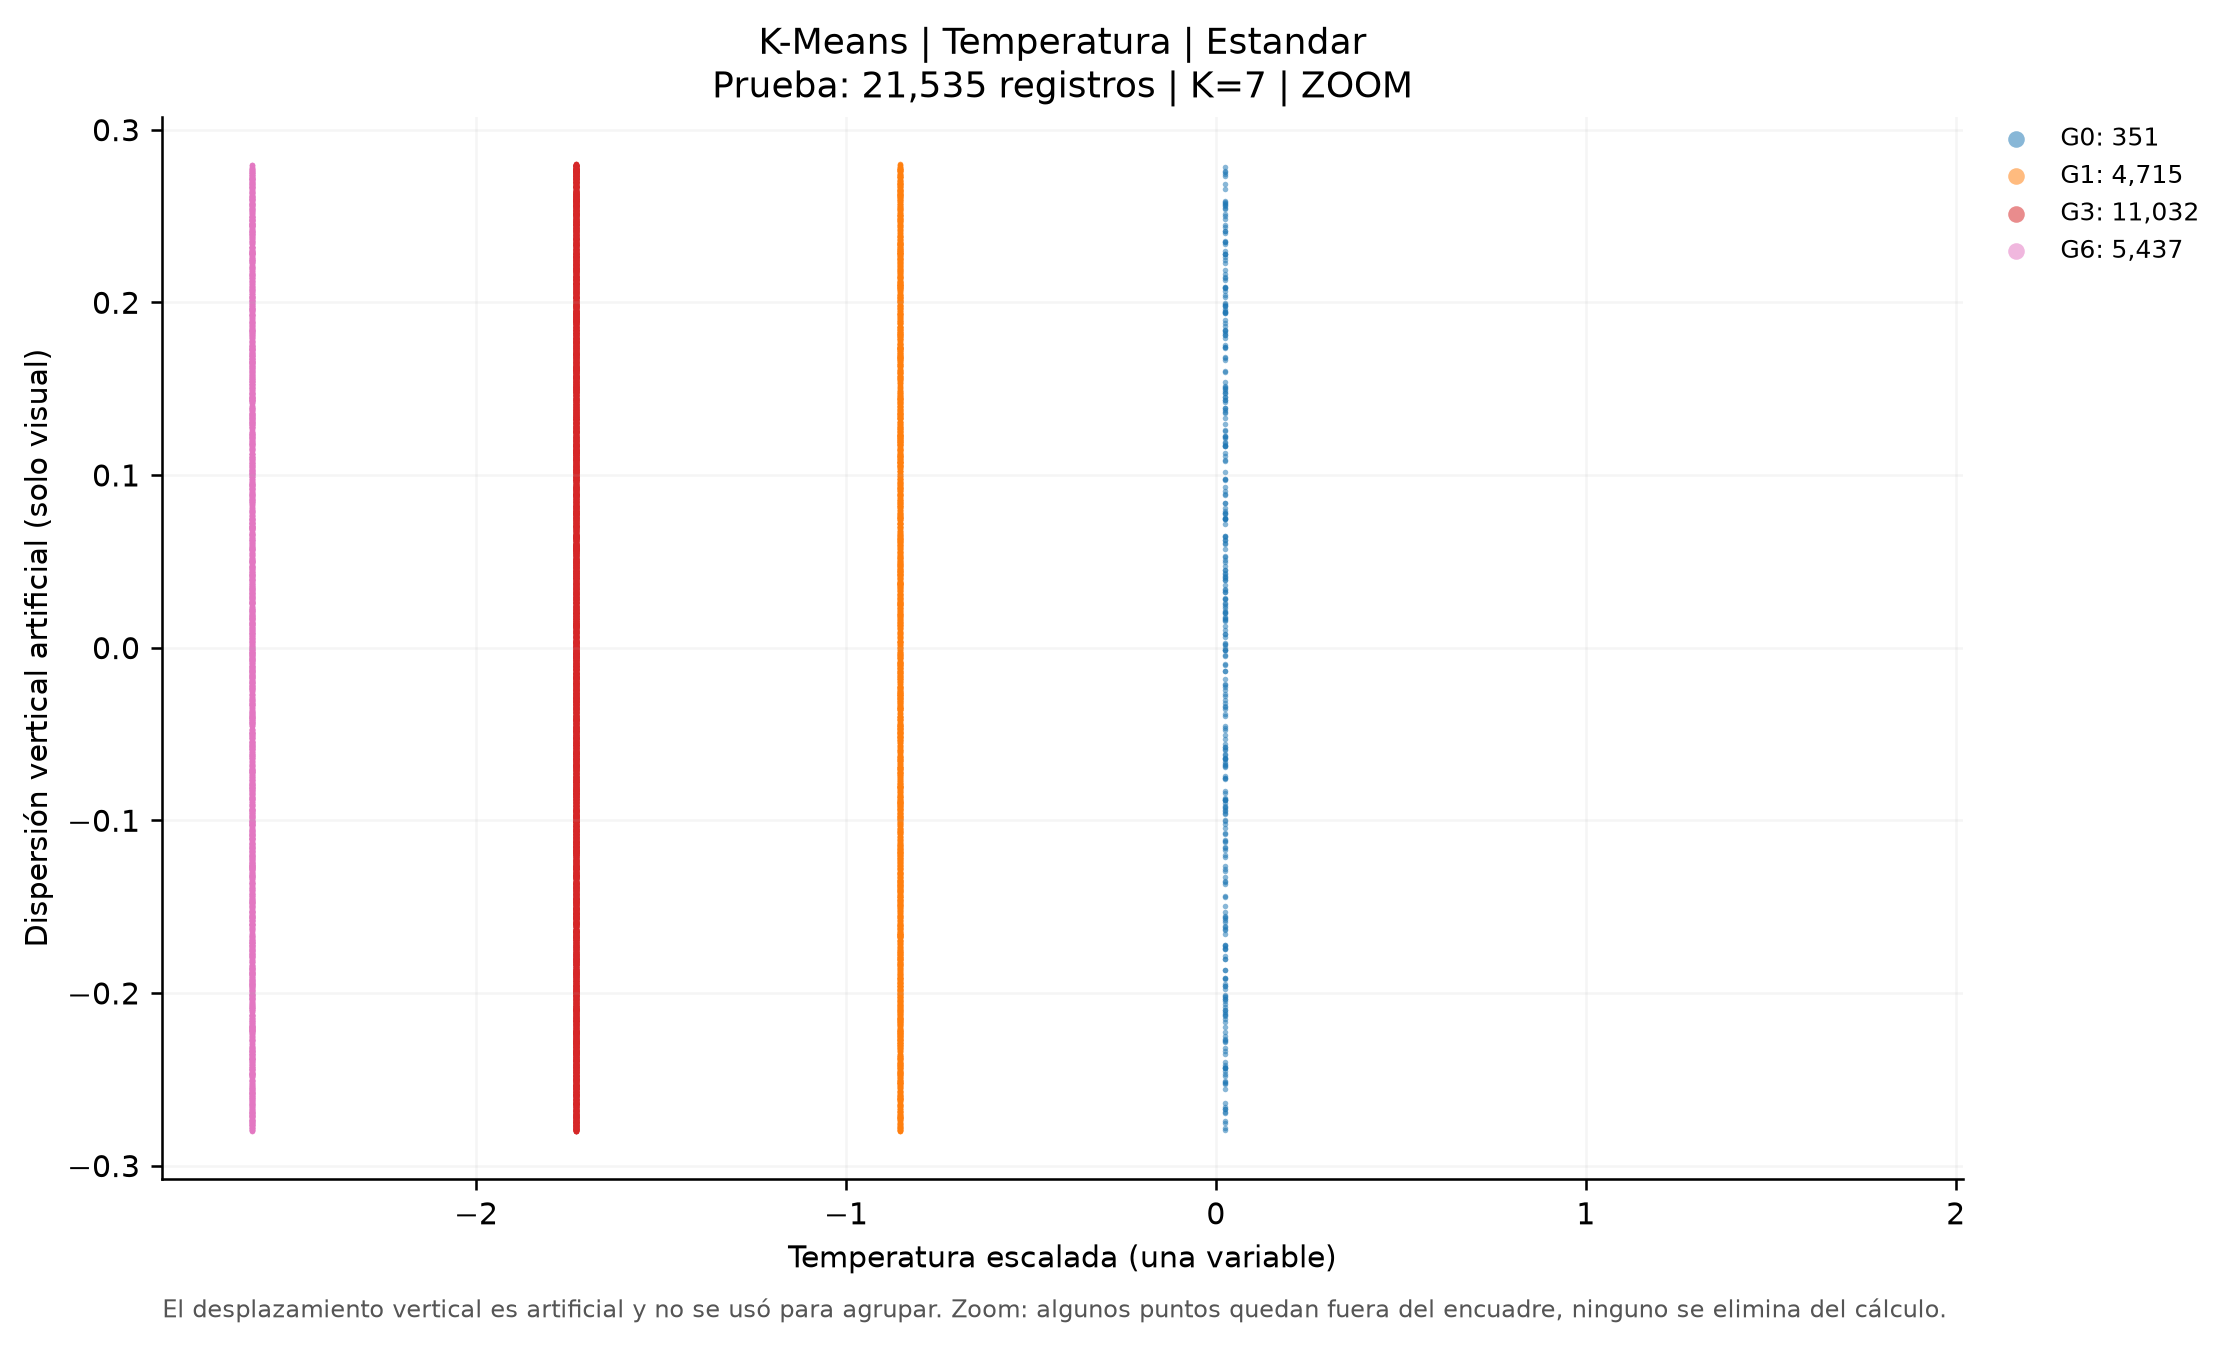 K-Means | Temperatura | Estandar
Prueba: 21,535 registros | K=7 | ZOOM
G0: 351
G1: 4,715
G3: 11,032
G6: 5,437
Dispersión vertical artificial (solo visual)
0.3
0.2
0.1
0.0
−0.1
−0.2
−0.3
−2
−1
0
1
2
Temperatura escalada (una variable)
El desplazamiento vertical es artificial y no se usó para agrupar. Zoom: algunos puntos quedan fuera del encuadre, ninguno se elimina del cálculo.